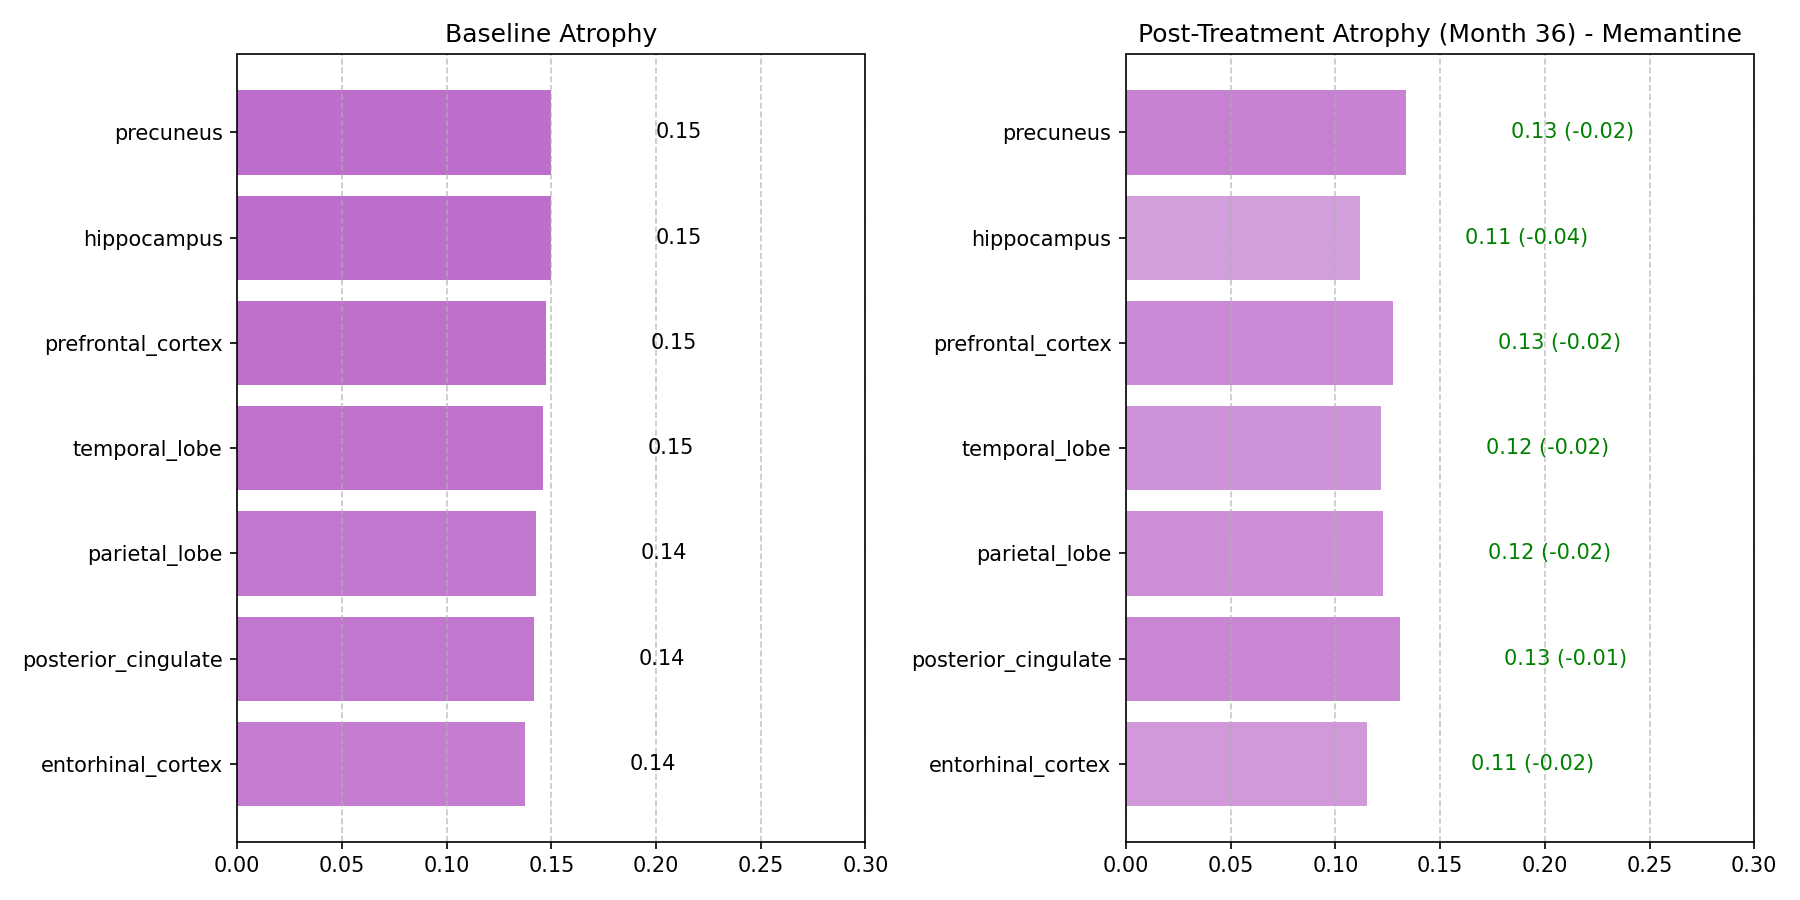 Baseline Atrophy
precuneus
0.15
hippocampus
0.15
prefrontal_cortex
0.15
temporal_lobe
0.15
parietal_lobe
0.14
posterior_cingulate
0.14
entorhinal_cortex
0.14
0.00 0.05 0.10 0.15 0.20 0.25 0.30
Post-Treatment Atrophy (Month 36) - Memantine
precuneus
0.13 (-0.02)
hippocampus
0.11 (-0.04)
prefrontal_cortex
0.13 (-0.02)
temporal_lobe
0.12 (-0.02)
parietal_lobe
0.12 (-0.02)
posterior_cingulate
0.13 (-0.01)
entorhinal_cortex
0.11 (-0.02)
0.00 0.05 0.10 0.15 0.20 0.25 0.30